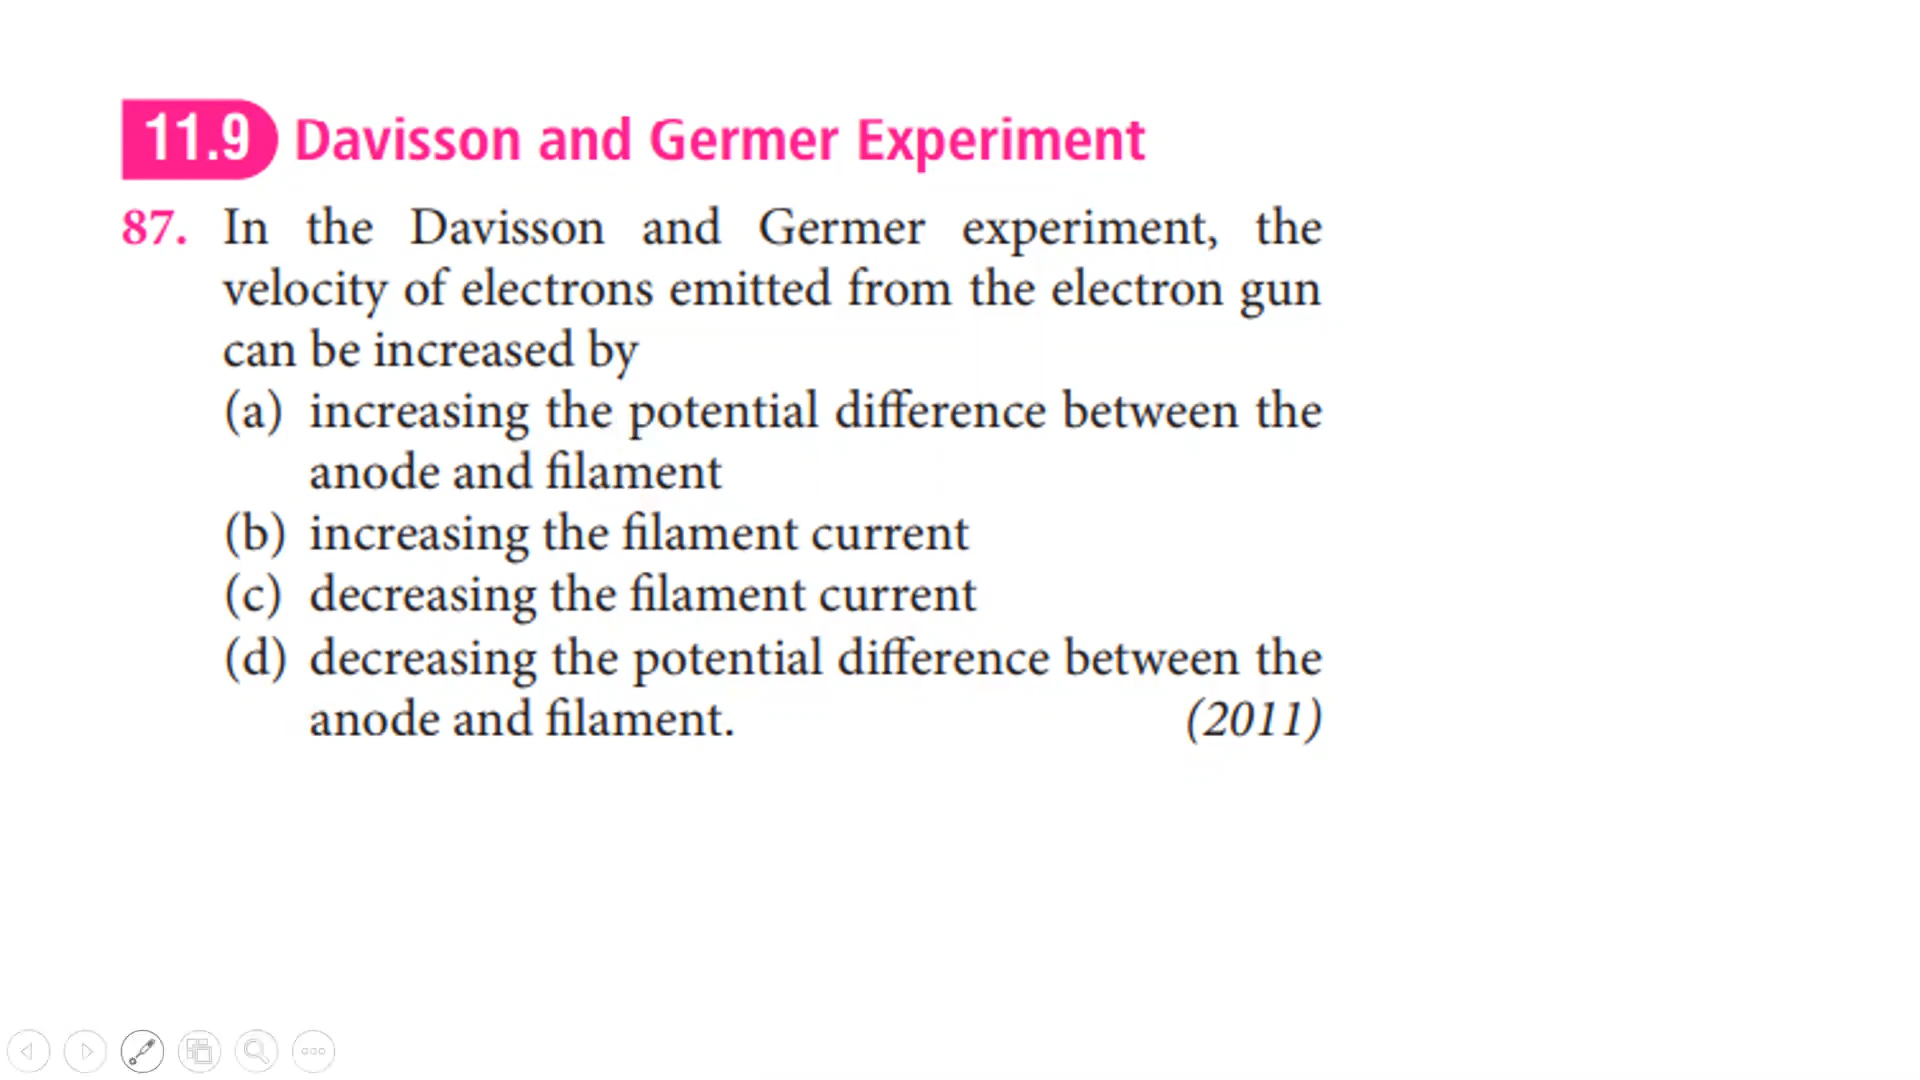 11.9 Davisson and Germer Experiment
87. In the Davisson and Germer experiment, the
velocity of electrons emitted from the electron gun
can be increased by
(a) increasing the potential difference between the
anode and filament
(b) increasing the filament current
(c) decreasing the filament current
(d) decreasing the potential difference between the
anode and filament. (2011)